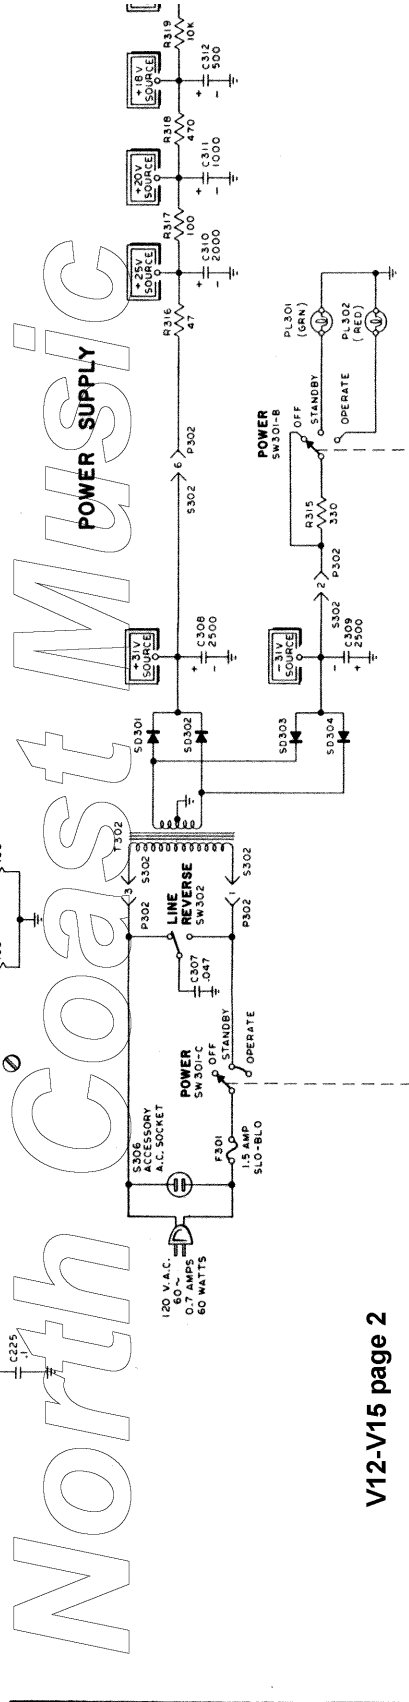 North Coast Music
POWER SUPPLY
V12-V15 page 2
C225
.1
120 V.A.C.
60~
0.7 AMPS
60 WATTS
S306
ACCESSORY
A.C. SOCKET
F301
1.5 AMP
SLO-BLO
POWER
SW301-C
OFF
STANDBY
OPERATE
C307
.047
LINE
REVERSE
SW302
P302
3
S302
P302
1
S302
T302
SD301
SD302
SD303
SD304
+31V
SOURCE
C308
2500
+
-
-31V
SOURCE
C309
2500
-
+
S302
6
P302
S302
2
P302
R315
330
POWER
SW301-B
OFF
STANDBY
OPERATE
PL301
(GRN)
PL302
(RED)
R316
47
+25V
SOURCE
C310
2000
+
-
R317
100
+20V
SOURCE
C311
1000
+
-
R318
470
+18V
SOURCE
C312
500
+
-
R319
10K